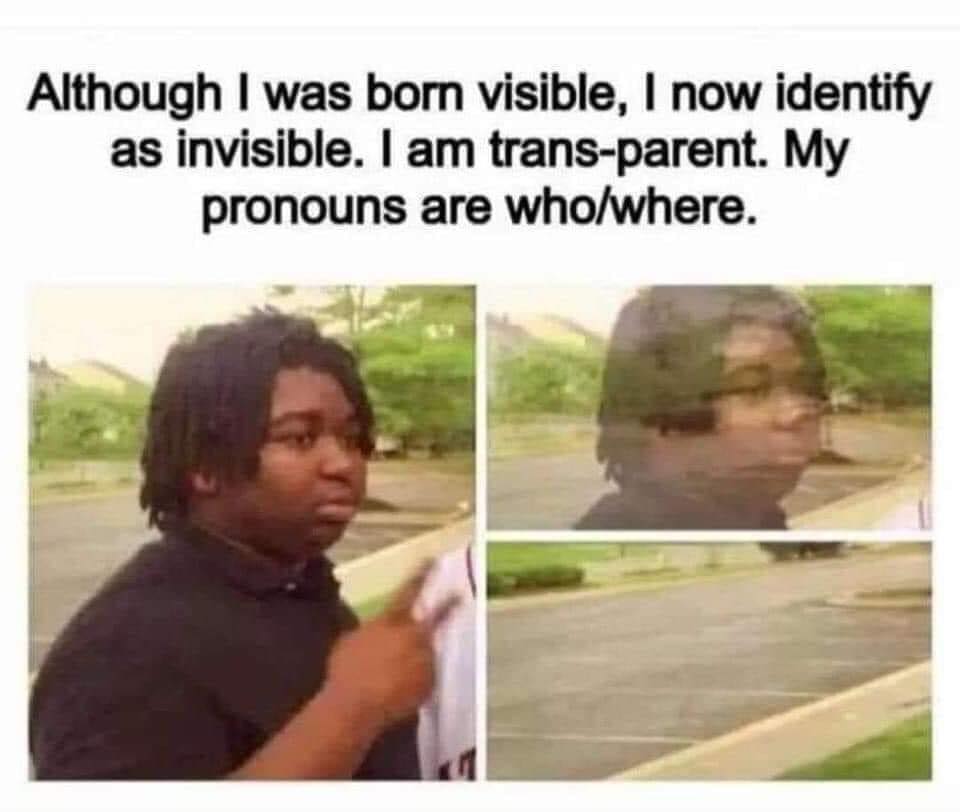 Although I was born visible, I now identify
as invisible. I am trans-parent. My
pronouns are who/where.